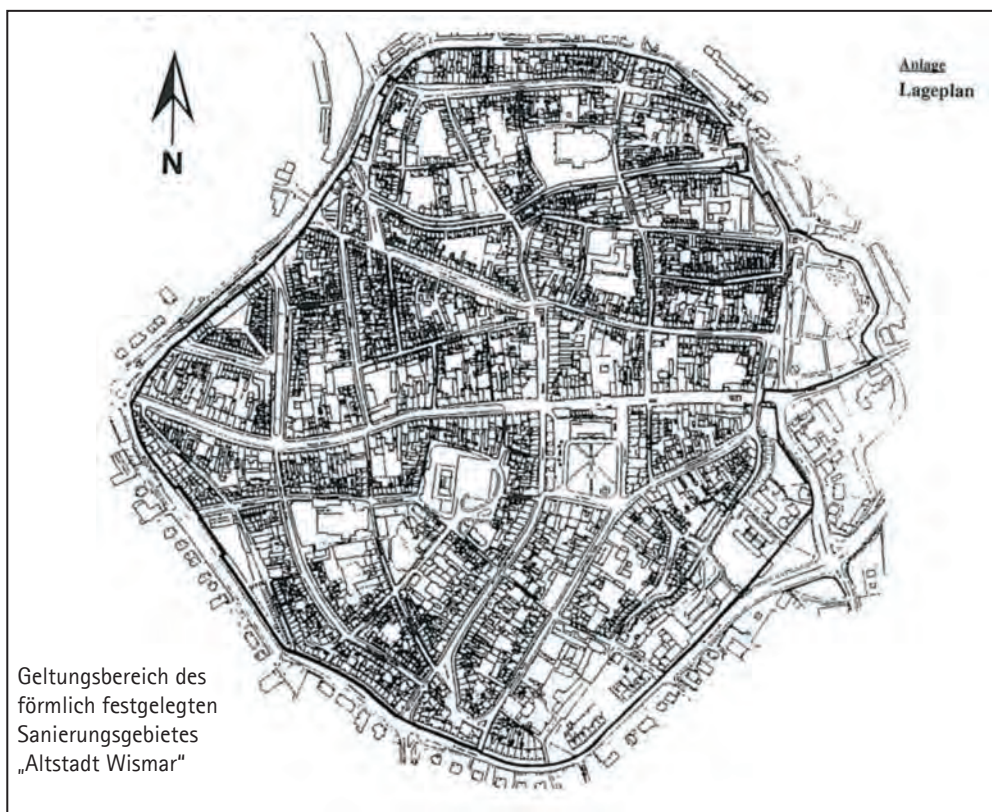 Anlage
Lageplan
N
Geltungsbereich des
förmlich festgelegten
Sanierungsgebietes
„Altstadt Wismar"